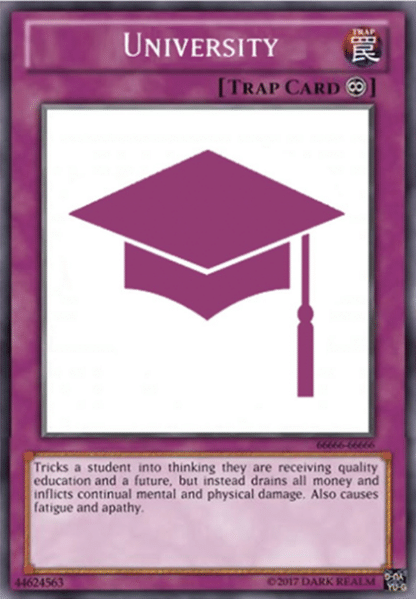 UNIVERSITY
TRAP
罠
[TRAP CARD ♾]
66666-66666
Tricks a student into thinking they are receiving quality
education and a future, but instead drains all money and
inflicts continual mental and physical damage. Also causes
fatigue and apathy.
44624563
©2017 DARK REALM